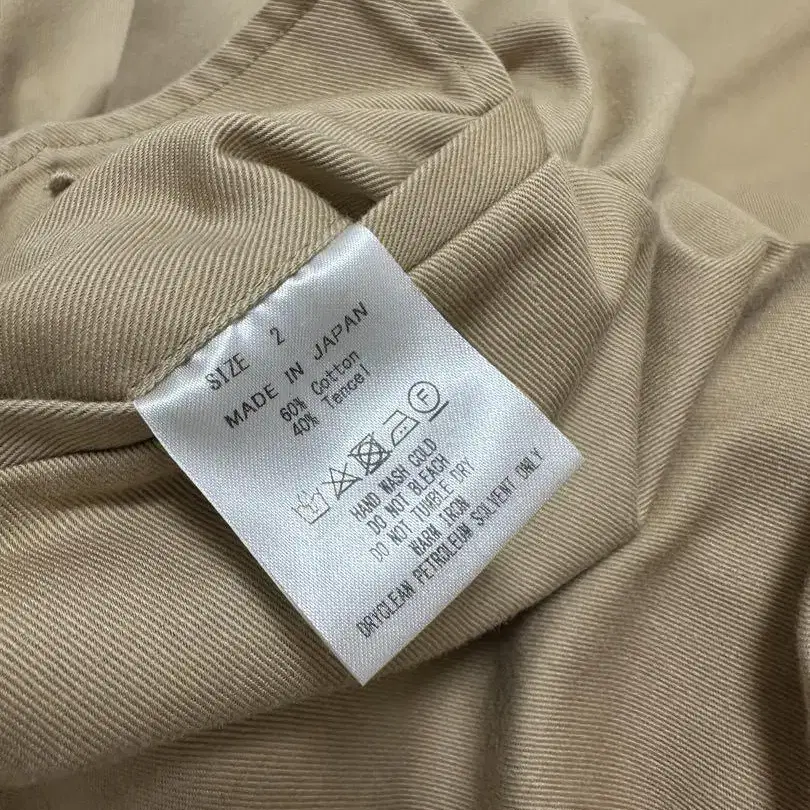 SIZE 2
MADE IN JAPAN
60% Cotton
40% Tencel
F
HAND WASH COLD
DO NOT BLEACH
DO NOT TUMBLE DRY
WARM IRON
DRYCLEAN PETROLEUM SOLVENT ONLY